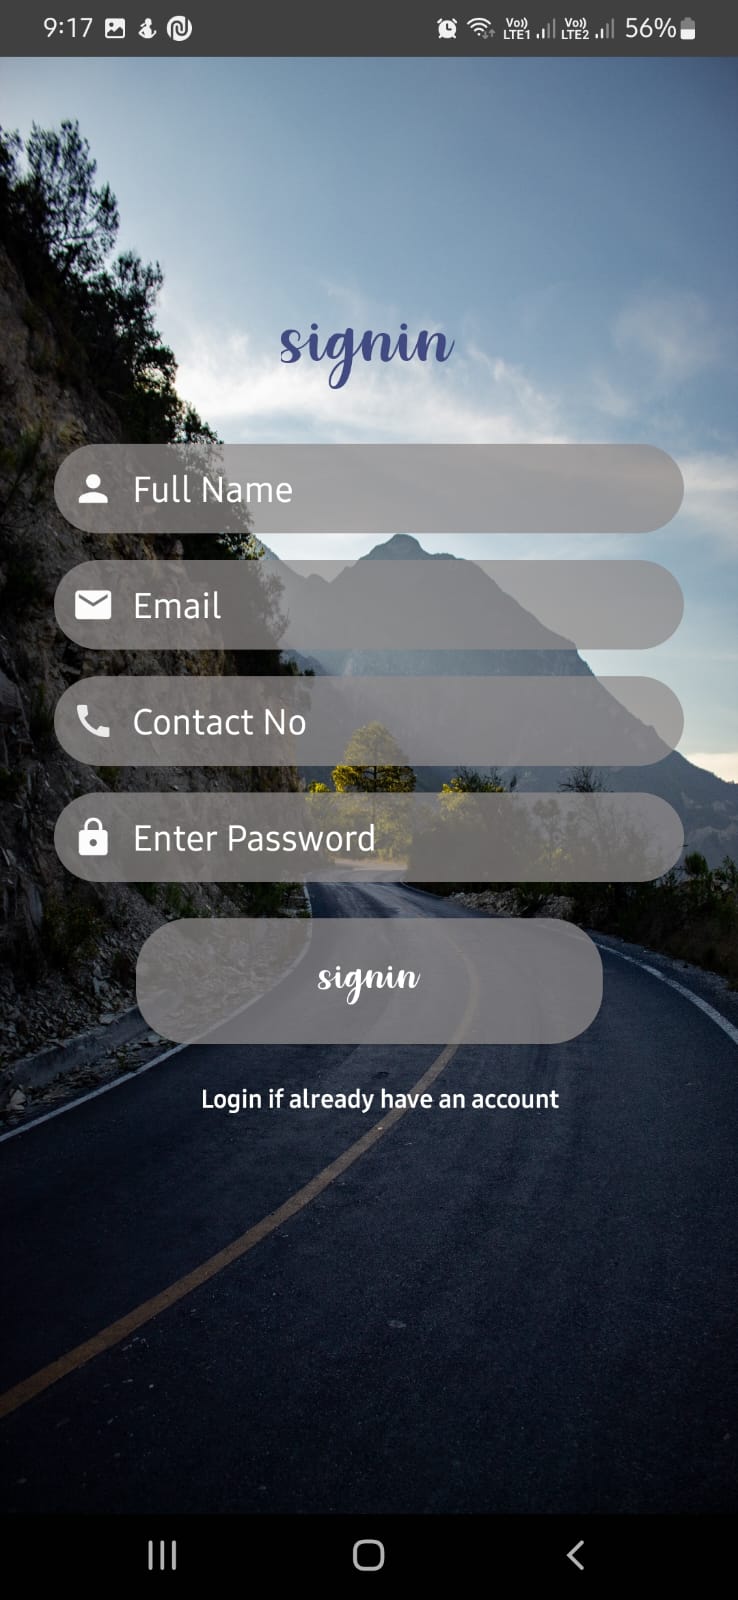 9:17 Vo)) LTE1 Vo)) LTE2 56%
signin
Full Name
Email
Contact No
Enter Password
signin
Login if already have an account